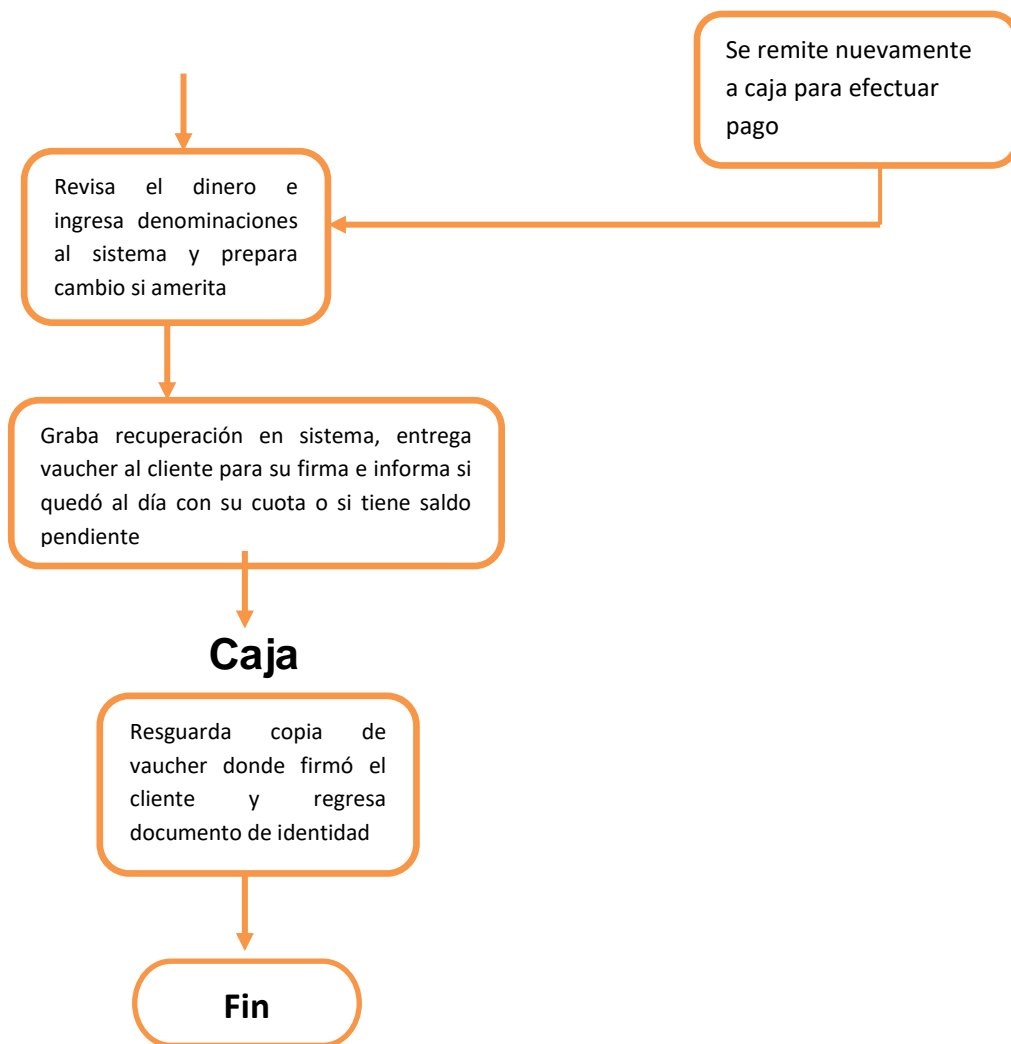 Se remite nuevamente
a caja para efectuar
pago
Revisa el dinero e
ingresa denominaciones
al sistema y prepara
cambio si amerita
Graba recuperación en sistema, entrega
vaucher al cliente para su firma e informa si
quedó al día con su cuota o si tiene saldo
pendiente
Caja
Resguarda copia de
vaucher donde firmó el
cliente y regresa
documento de identidad
Fin